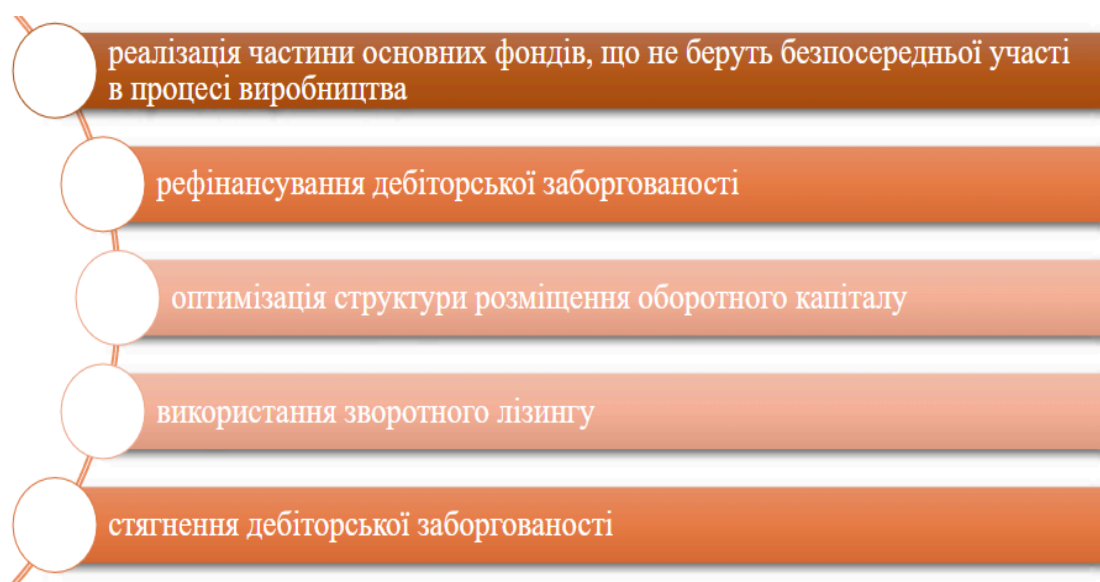 реалізація частини основних фондів, що не беруть безпосередньої участі
в процесі виробництва
рефінансування дебіторської заборгованості
оптимізація структури розміщення оборотного капіталу
використання зворотного лізингу
стягнення дебіторської заборгованості